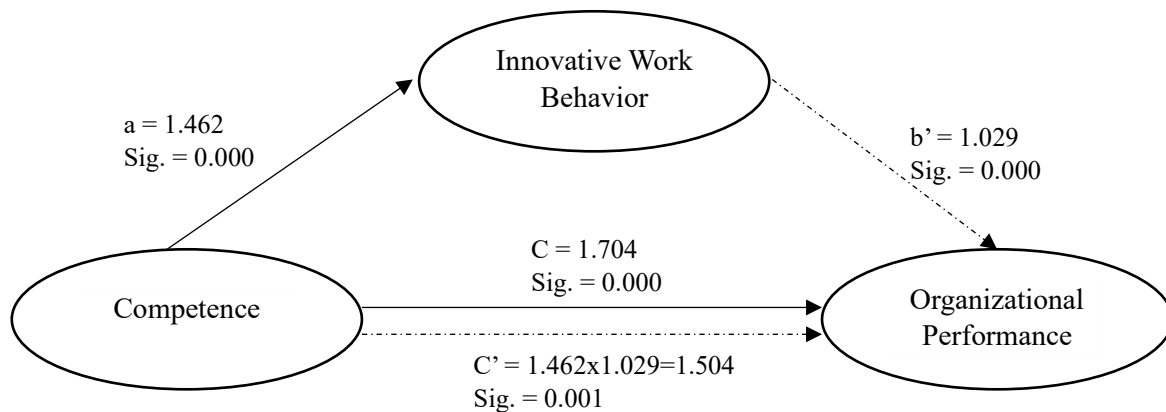 Innovative Work
Behavior
a = 1.462
Sig. = 0.000
b’ = 1.029
Sig. = 0.000
C = 1.704
Sig. = 0.000
Competence
Organizational
Performance
C’ = 1.462x1.029=1.504
Sig. = 0.001